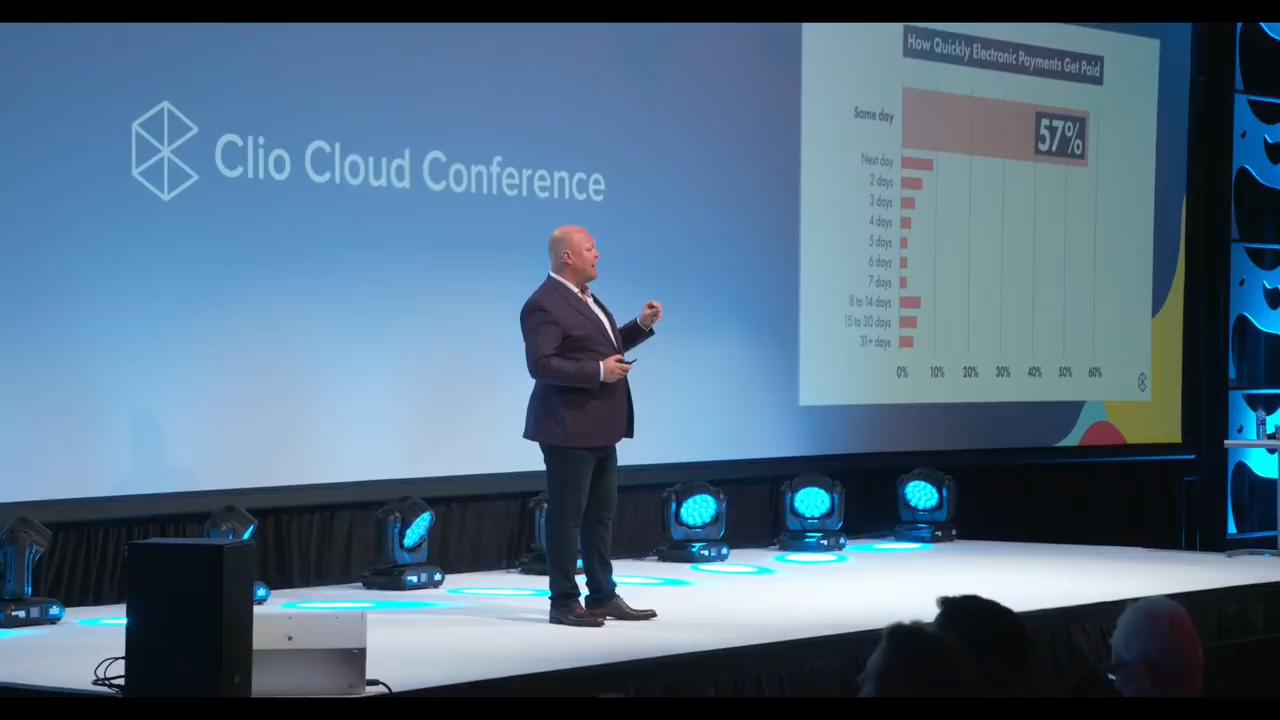 Clio Cloud Conference
How Quickly Electronic Payments Get Paid
Same day
57%
Next day
2 days
3 days
4 days
5 days
6 days
7 days
8 to 14 days
15 to 30 days
31+ days
0% 10% 20% 30% 40% 50% 60%